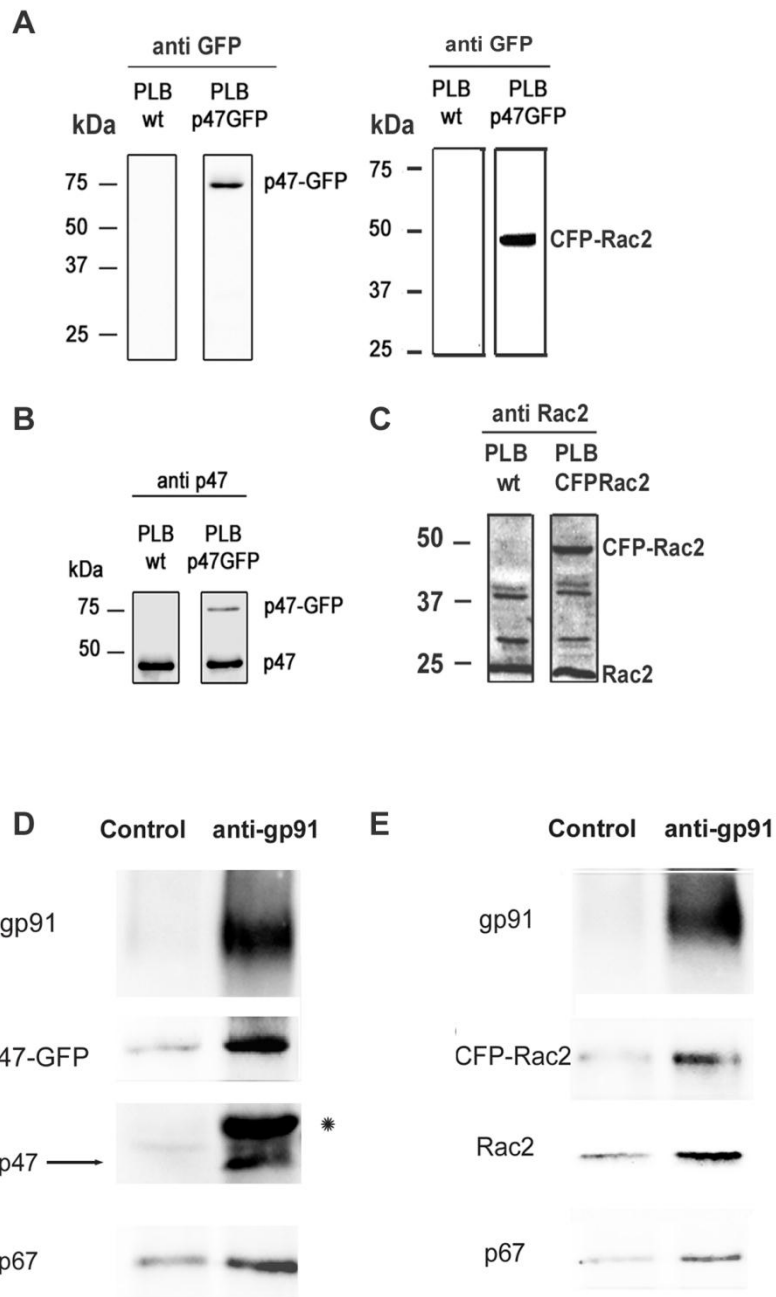 A
anti GFP
PLB wt
PLB p47GFP
kDa
75
50
37
25
p47-GFP
anti GFP
PLB wt
PLB p47GFP
kDa
75
50
37
25
CFP-Rac2
B
anti p47
PLB wt
PLB p47GFP
kDa
75
50
p47-GFP
p47
C
anti Rac2
PLB wt
PLB CFPRac2
50
37
25
CFP-Rac2
Rac2
D
Control anti-gp91
gp91
47-GFP
p47
*
p67
E
Control anti-gp91
gp91
CFP-Rac2
Rac2
p67